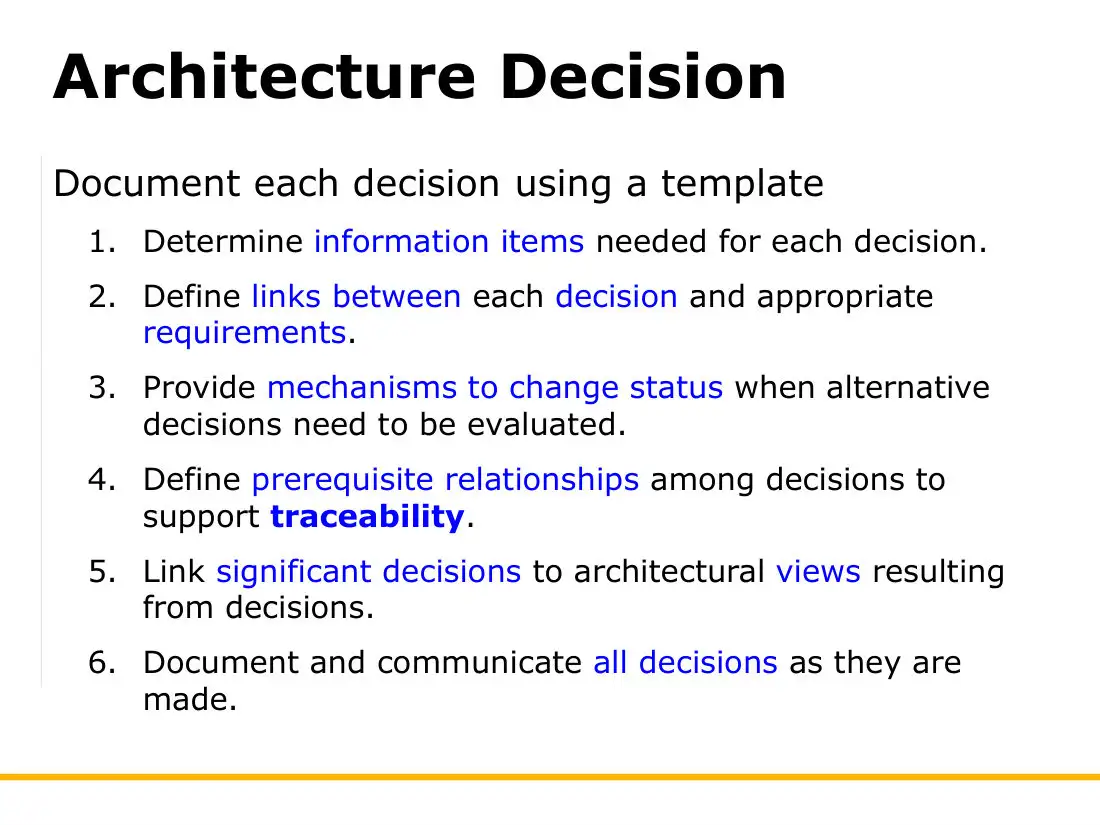 Architecture Decision
Document each decision using a template
1. Determine information items needed for each decision.
2. Define links between each decision and appropriate
requirements.
3. Provide mechanisms to change status when alternative
decisions need to be evaluated.
4. Define prerequisite relationships among decisions to
support traceability.
5. Link significant decisions to architectural views resulting
from decisions.
6. Document and communicate all decisions as they are
made.